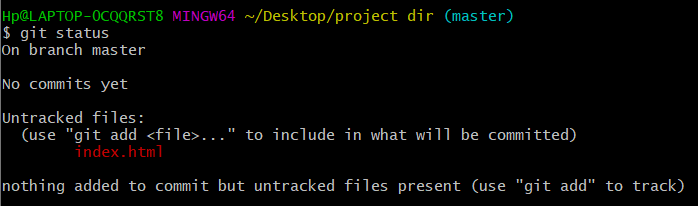 Hp@LAPTOP-OCQQRST8 MINGW64 ~/Desktop/project dir (master)
$ git status
On branch master
No commits yet
Untracked files:
  (use "git add <file>..." to include in what will be committed)
        index.html
nothing added to commit but untracked files present (use "git add" to track)